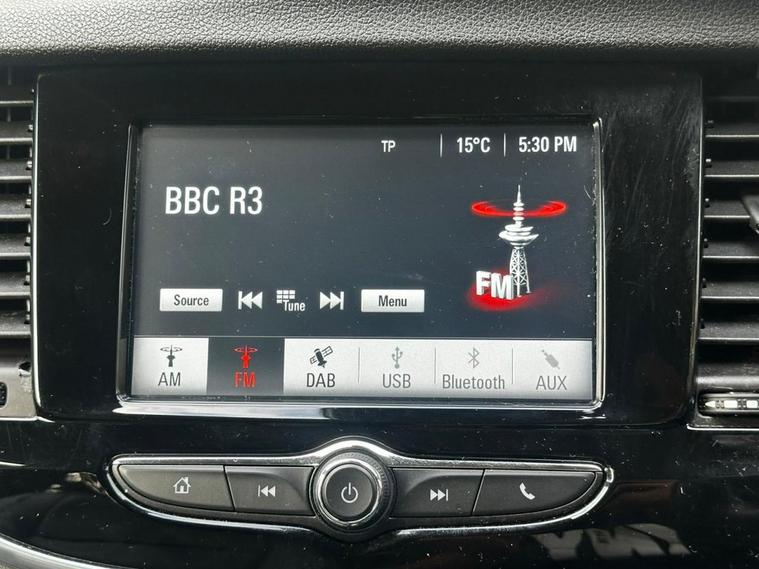 TP 15°C 5:30 PM
BBC R3
FM
Source Tune Menu
AM FM DAB USB Bluetooth AUX